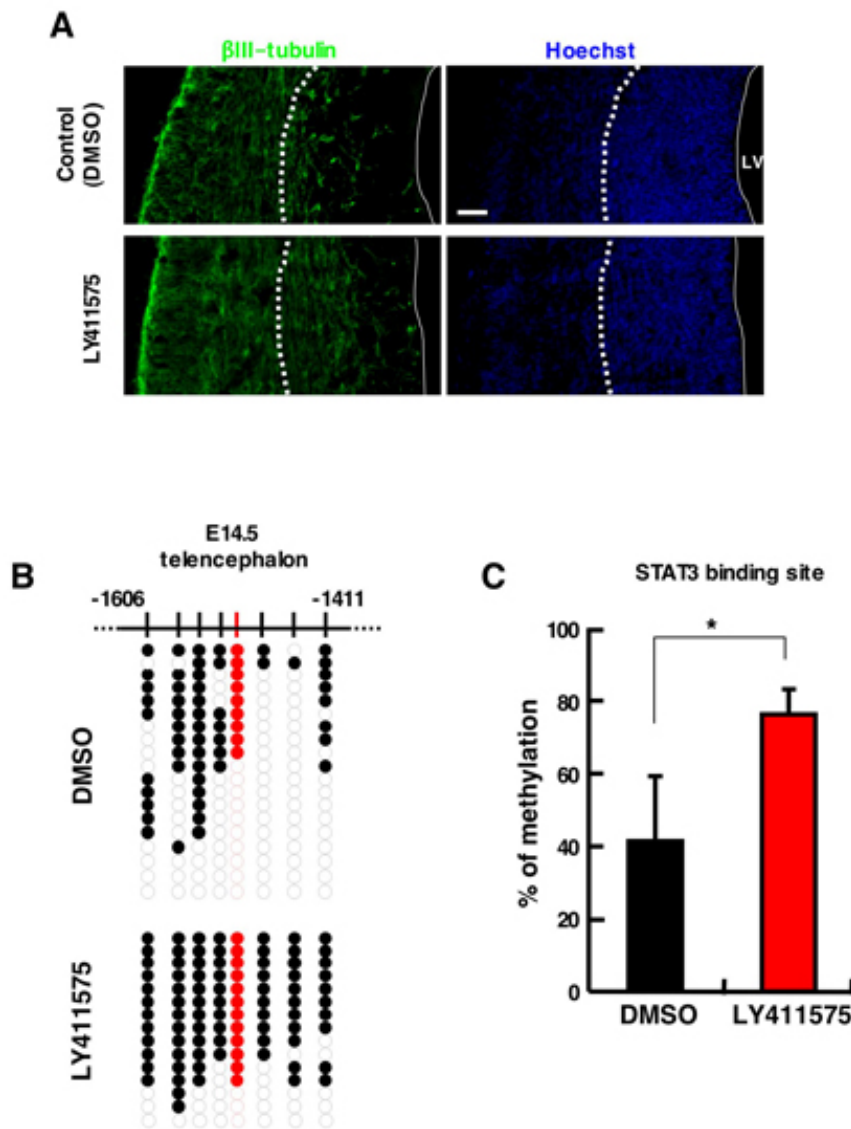 A
βIII-tubulin
Hoechst
Control
(DMSO)
LV
LY411575
E14.5
telencephalon
B
-1606
-1411
DMSO
LY411575
C
STAT3 binding site
*
% of methylation
100
80
60
40
20
0
DMSO
LY411575